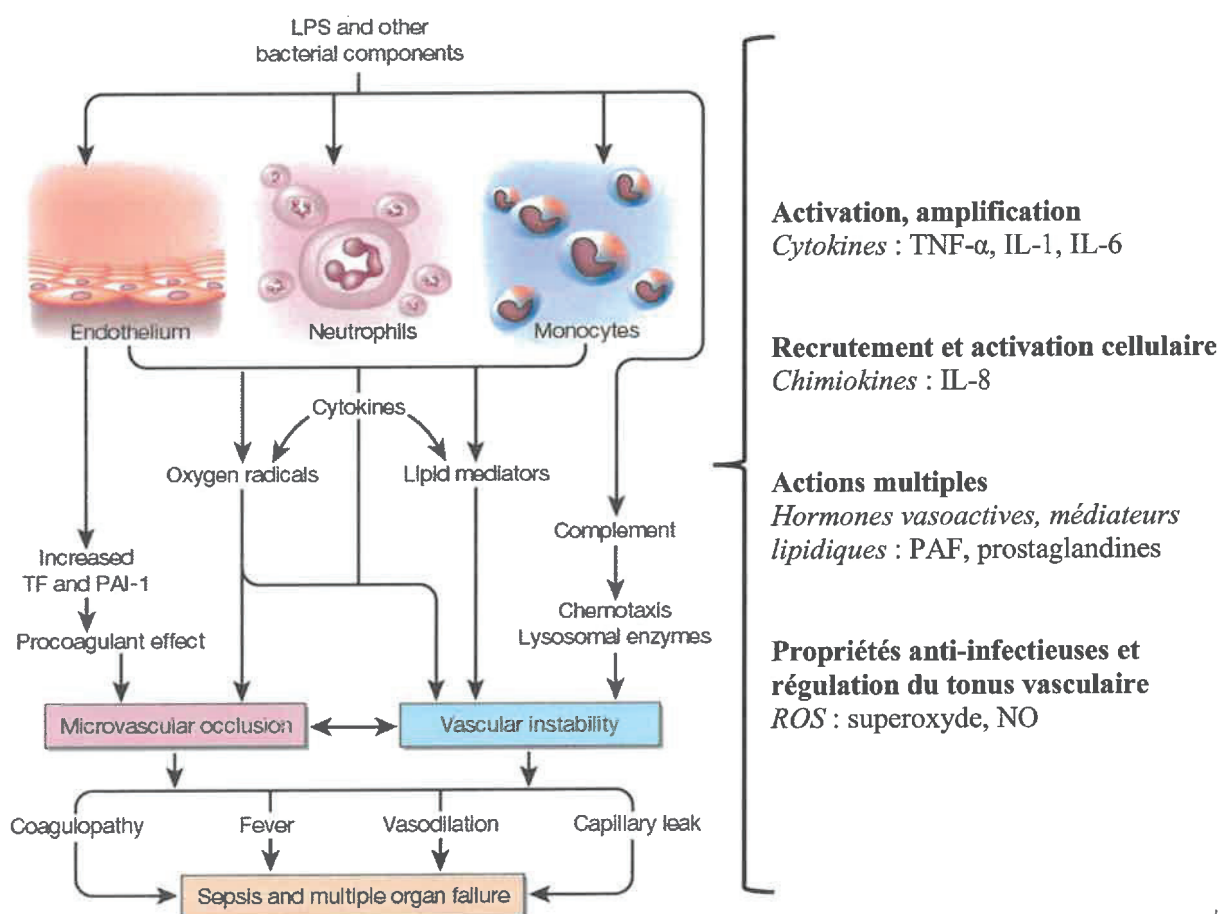 LPS and other
bacterial components
Endothelium
Neutrophils
Monocytes
Cytokines
Oxygen radicals
Lipid mediators
Complement
Increased
TF and PAI-1
Chemotaxis
Lysosomal enzymes
Procoagulant effect
Microvascular occlusion
Vascular instability
Coagulopathy
Fever
Vasodilation
Capillary leak
Sepsis and multiple organ failure
Activation, amplification
Cytokines : TNF-α, IL-1, IL-6
Recrutement et activation cellulaire
Chimiokines : IL-8
Actions multiples
Hormones vasoactives, médiateurs
lipidiques : PAF, prostaglandines
Propriétés anti-infectieuses et
régulation du tonus vasculaire
ROS : superoxyde, NO